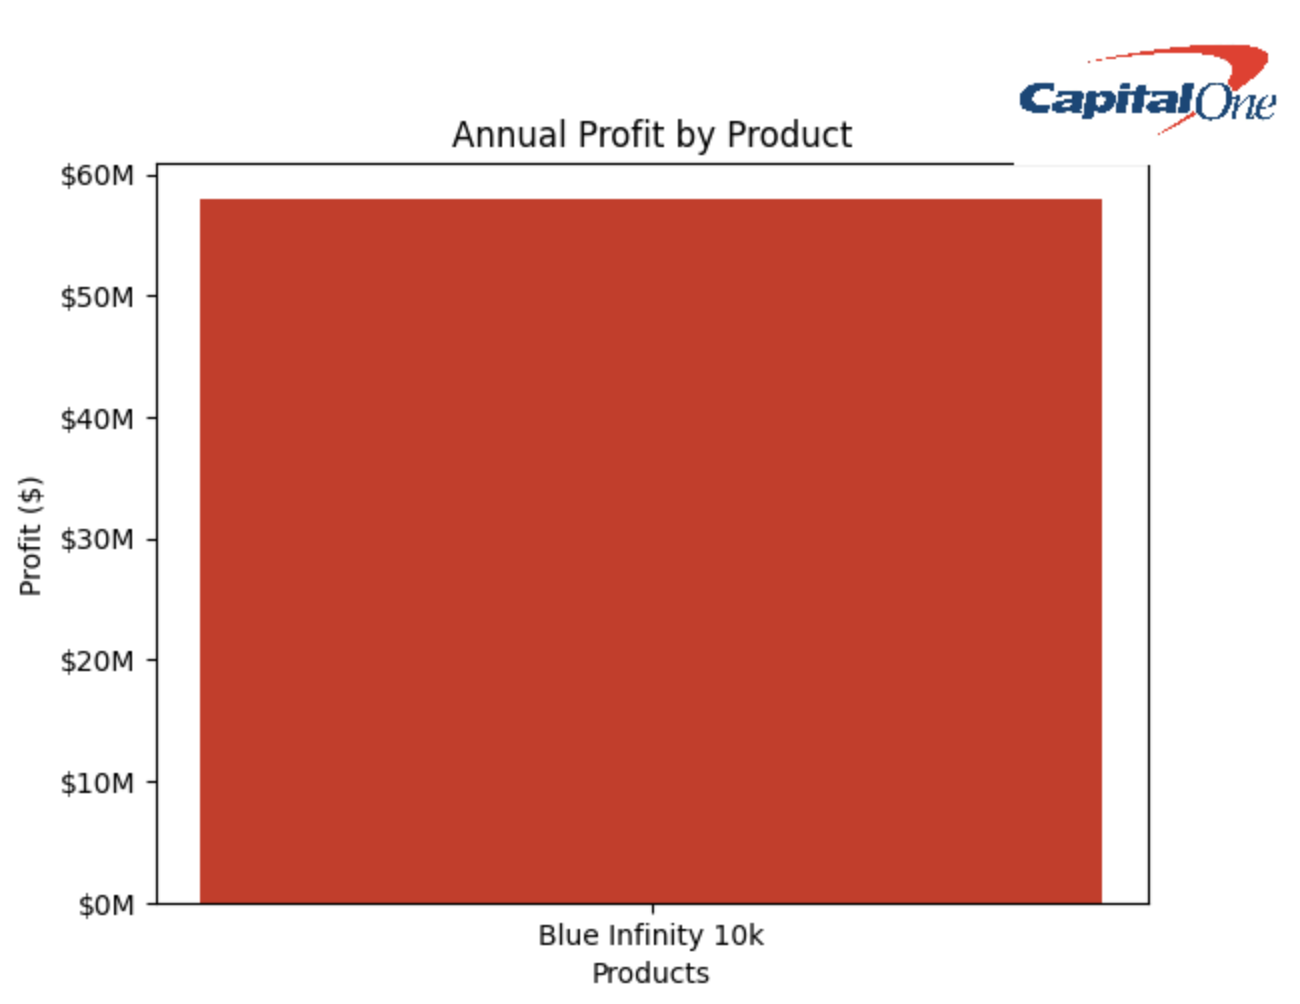 CapitalOne
Annual Profit by Product
$60M
$50M
$40M
$30M
$20M
$10M
$0M
Profit ($)
Blue Infinity 10k
Products